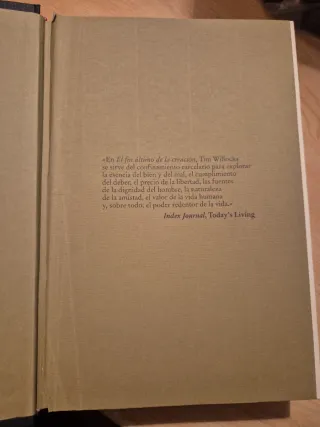 «En El fin último de la creación, Tim Willocks
se sirve del confinamiento carcelario para explorar
la esencia del bien y del mal, el cumplimiento
del deber, el precio de la libertad, las fuentes
de la dignidad del hombre, la naturaleza
de la amistad, el valor de la vida humana
y, sobre todo, el poder redentor de la vida.»
Index Journal, Today's Living